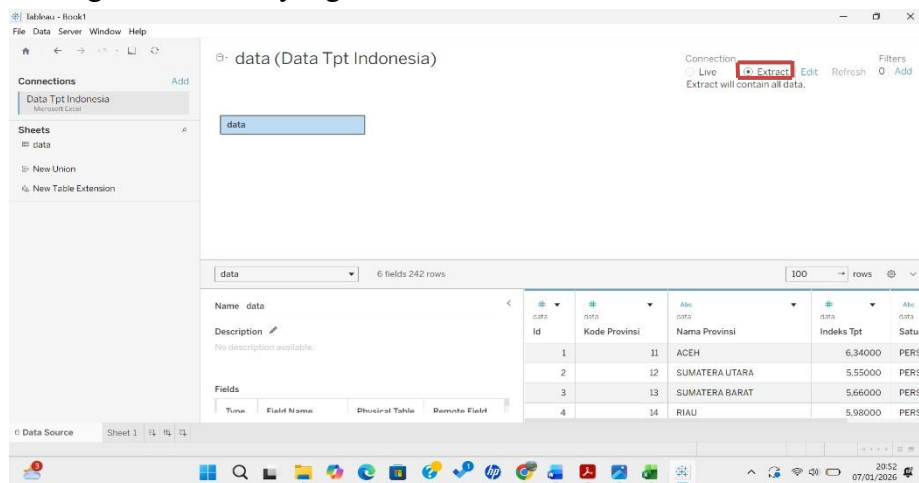 Tableau - Book1
File Data Server Window Help
data (Data Tpt Indonesia)
Connection
Live Extract Edit Refresh
Extract will contain all data.
Filters
0 Add
Connections Add
Data Tpt Indonesia
Microsoft Excel
Sheets
data
New Union
New Table Extension
data
data 6 fields 242 rows 100 rows
Name data
Description
No description available.
Fields
Type Field Name Physical Table Remote Field
# # Abc # Abc
data data data data data
Id Kode Provinsi Nama Provinsi Indeks Tpt Satu
1 11 ACEH 6,34000 PERS
2 12 SUMATERA UTARA 5,55000 PERS
3 13 SUMATERA BARAT 5,66000 PERS
4 14 RIAU 5,98000 PERS
Data Source Sheet 1
20:52
07/01/2026